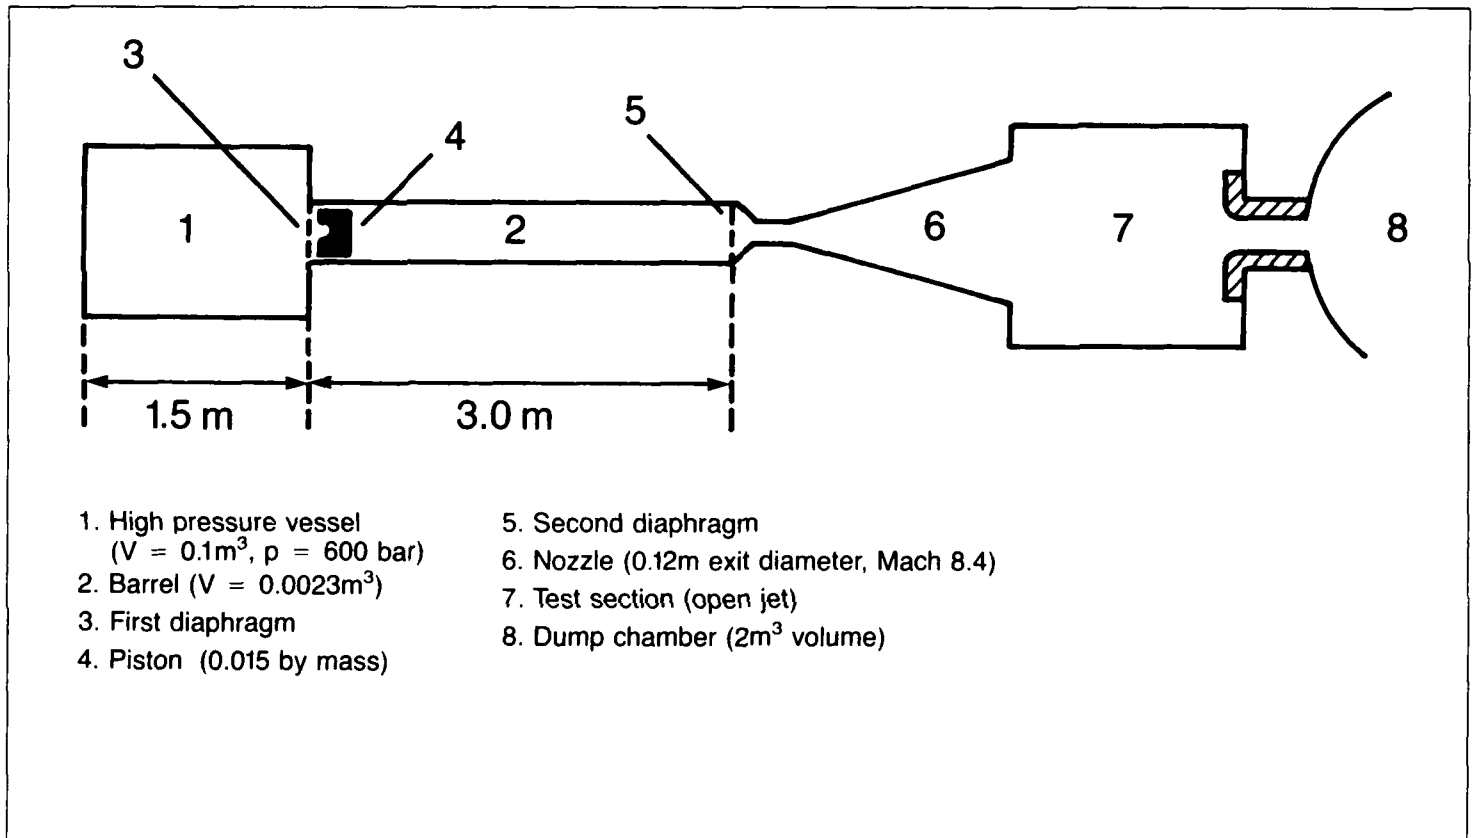 3
4
5
1
2
6
7
8
1.5 m
3.0 m
1. High pressure vessel
(V = 0.1m³, p = 600 bar)
2. Barrel (V = 0.0023m³)
3. First diaphragm
4. Piston (0.015 by mass)
5. Second diaphragm
6. Nozzle (0.12m exit diameter, Mach 8.4)
7. Test section (open jet)
8. Dump chamber (2m³ volume)